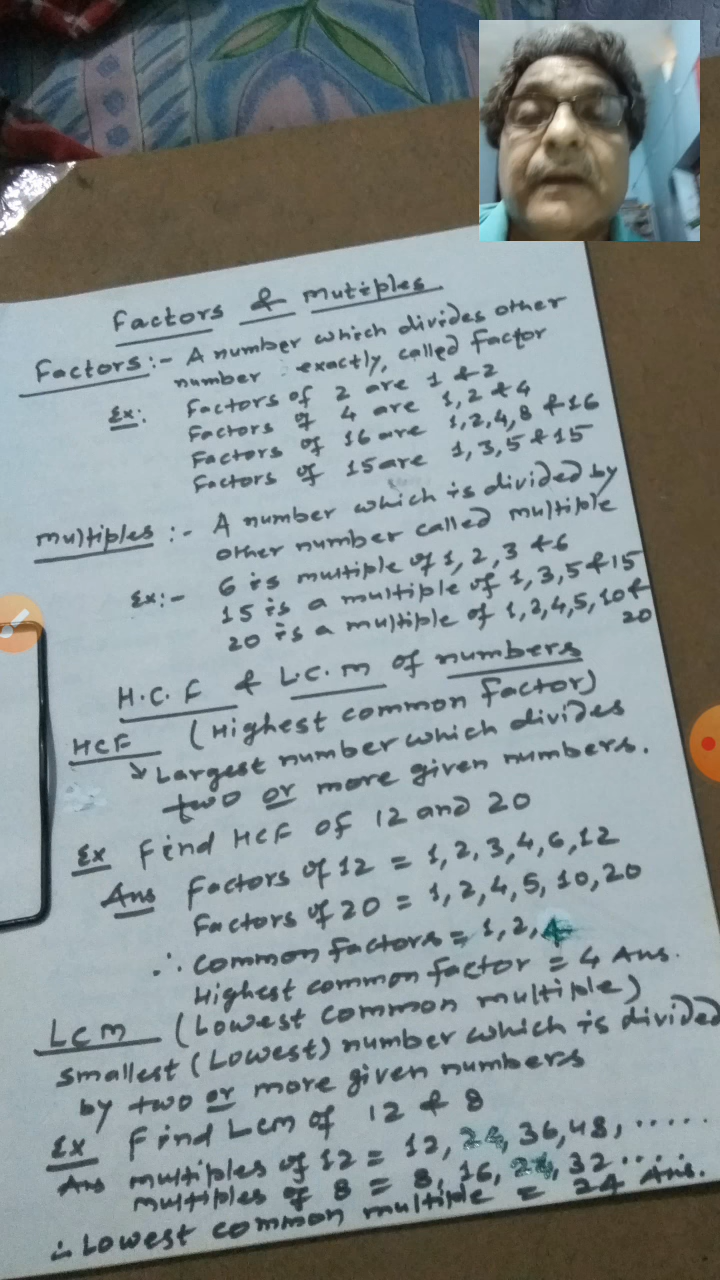 Factors & mutiples
Factors:- A number which divides other
number exactly, called factor
Ex: Factors of 2 are 1 & 2
Factors of 4 are 1, 2 & 4
Factors of 16 are 1,2,4,8 & 16
Factors of 15 are 1,3,5 & 15
multiples :- A number which is divided by
other number called multiple
Ex:- 6 is multiple of 1, 2, 3 & 6
15 is a multiple of 1,3,5 & 15
20 is a multiple of 1,2,4,5,10 &
20
H.C.F & L.C.m of numbers
HCF (Highest common factor)
↳ Largest number which divides
two or more given numbers.
Ex Find HCF of 12 and 20
Ans Factors of 12 = 1,2,3,4,6,12
Factors of 20 = 1,2,4,5,10,20
∴ common factors = 1,2,4
Highest common factor = 4 Ans.
Lcm (Lowest common multiple)
smallest (Lowest) number which is divided
by two or more given numbers
Ex Find Lcm of 12 & 8
Ans multiples of 12 = 12, 24, 36, 48, .....
multiples of 8 = 8, 16, 24, 32 ....
∴ Lowest common multiple = 24 Ans.